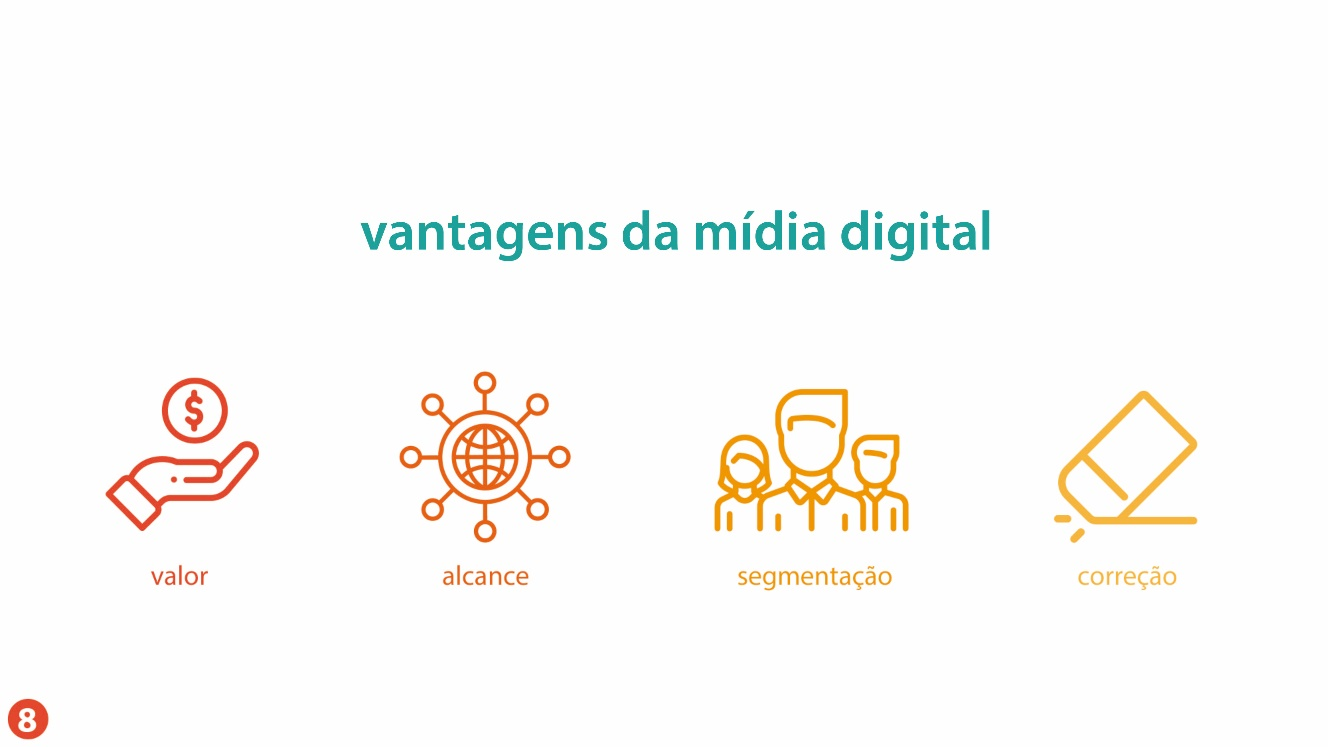 vantagens da mídia digital
$
valor
alcance
segmentação
correção
8